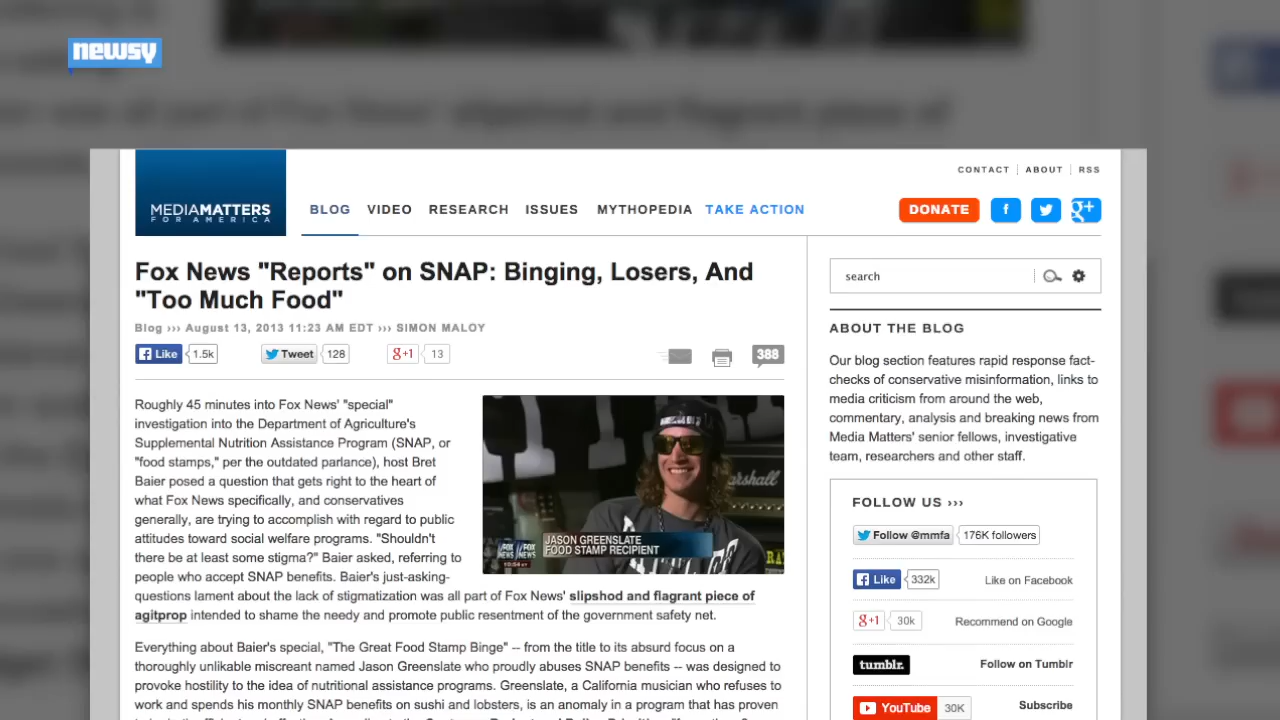 newsy
slipshod and flagrant piece of
MEDIAMATTERS
FOR AMERICA
BLOG VIDEO RESEARCH ISSUES MYTHOPEDIA TAKE ACTION
CONTACT | ABOUT | RSS
DONATE f g+
Fox News "Reports" on SNAP: Binging, Losers, And
"Too Much Food"
Blog ››› August 13, 2013 11:23 AM EDT ››› SIMON MALOY
Like 1.5k Tweet 128 g+1 13 388
Roughly 45 minutes into Fox News' "special"
investigation into the Department of Agriculture's
Supplemental Nutrition Assistance Program (SNAP, or
"food stamps," per the outdated parlance), host Bret
Baier posed a question that gets right to the heart of
what Fox News specifically, and conservatives
generally, are trying to accomplish with regard to public
attitudes toward social welfare programs. "Shouldn't
there be at least some stigma?" Baier asked, referring to
people who accept SNAP benefits. Baier's just-asking-
questions lament about the lack of stigmatization was all part of Fox News' slipshod and flagrant piece of
agitprop intended to shame the needy and promote public resentment of the government safety net.
Marshall
JASON GREENSLATE
FOOD STAMP RECIPIENT
FOX NEWS
Everything about Baier's special, "The Great Food Stamp Binge" -- from the title to its absurd focus on a
thoroughly unlikable miscreant named Jason Greenslate who proudly abuses SNAP benefits -- was designed to
provoke hostility to the idea of nutritional assistance programs. Greenslate, a California musician who refuses to
work and spends his monthly SNAP benefits on sushi and lobsters, is an anomaly in a program that has proven
search
ABOUT THE BLOG
Our blog section features rapid response fact-
checks of conservative misinformation, links to
media criticism from around the web,
commentary, analysis and breaking news from
Media Matters' senior fellows, investigative
team, researchers and other staff.
FOLLOW US ›››
Follow @mmfa 176K followers
Like 332k Like on Facebook
g+1 30k Recommend on Google
tumblr. Follow on Tumblr
YouTube 30K Subscribe